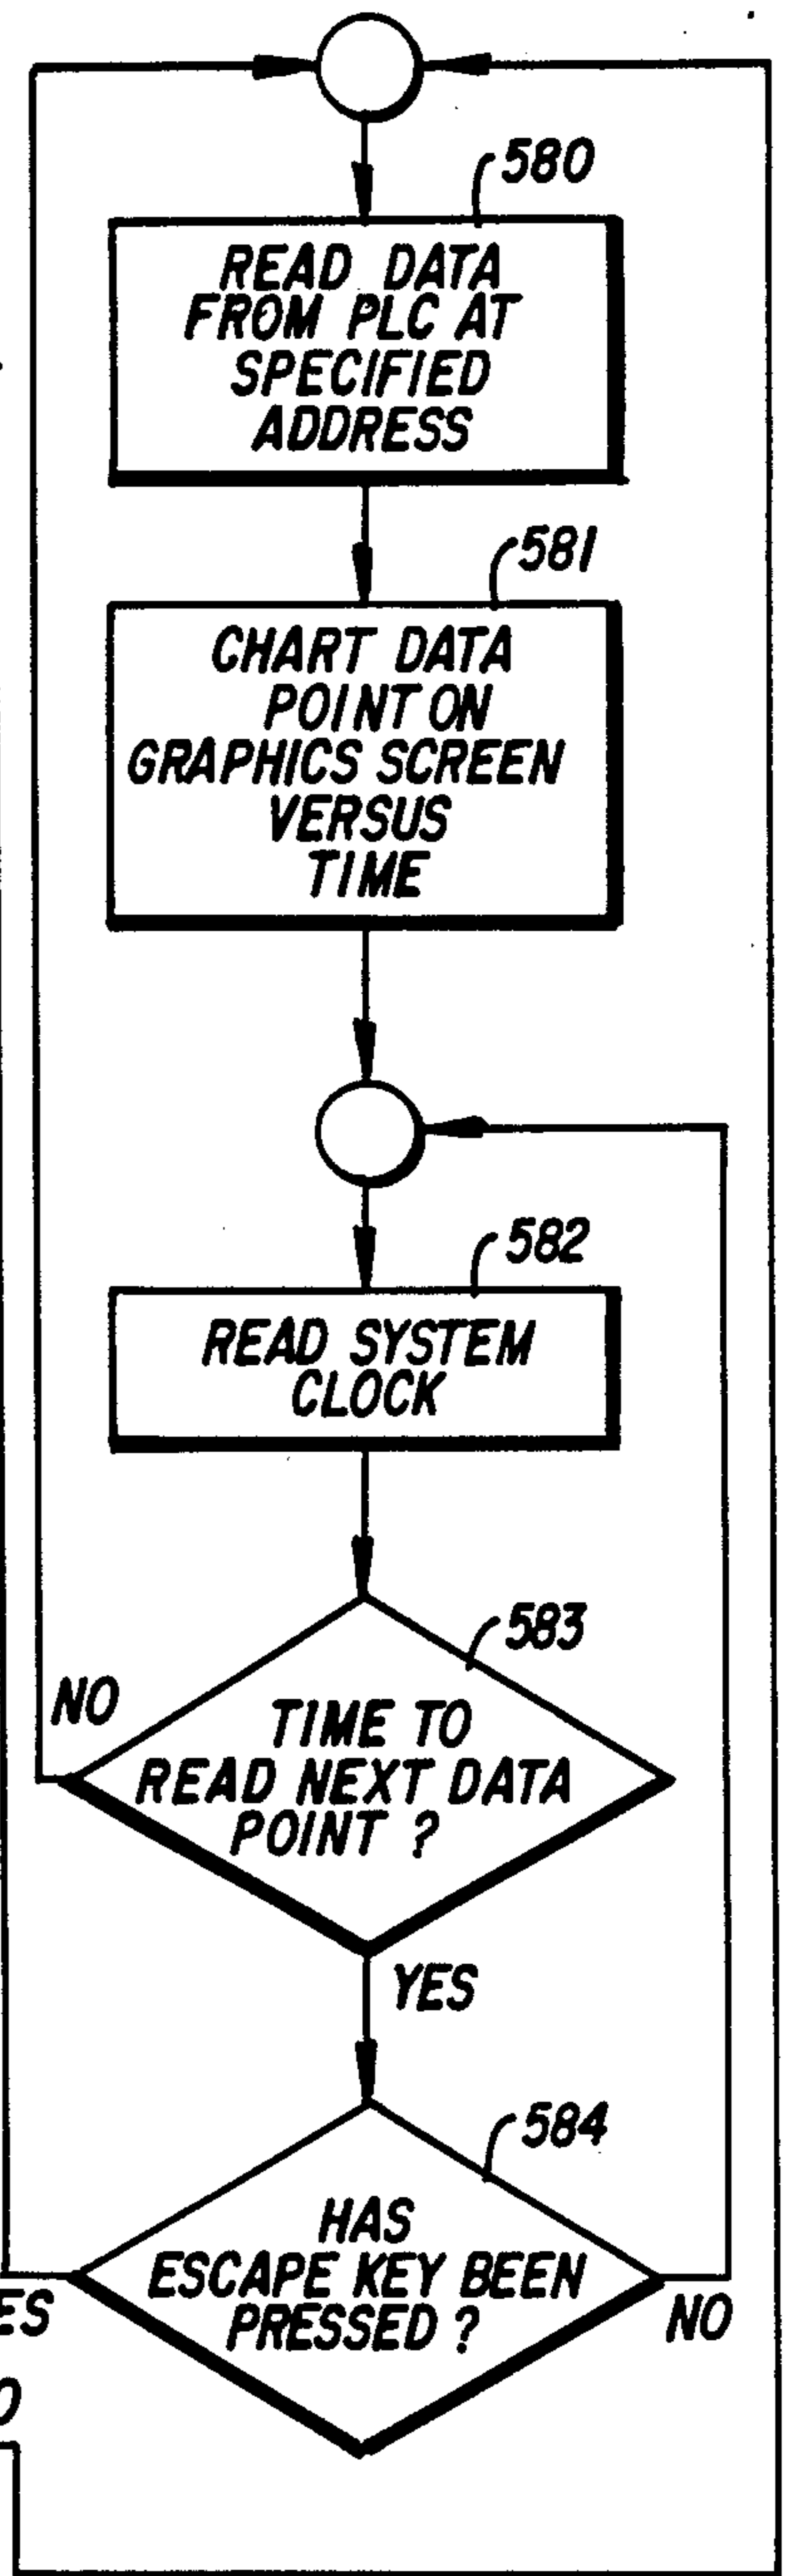 580
READ DATA
FROM PLC AT
SPECIFIED
ADDRESS
581
CHART DATA
POINT ON
GRAPHICS SCREEN
VERSUS
TIME
582
READ SYSTEM
CLOCK
583
NO
TIME TO
READ NEXT DATA
POINT ?
YES
584
HAS
ESCAPE KEY BEEN
PRESSED ?
ES
NO
O